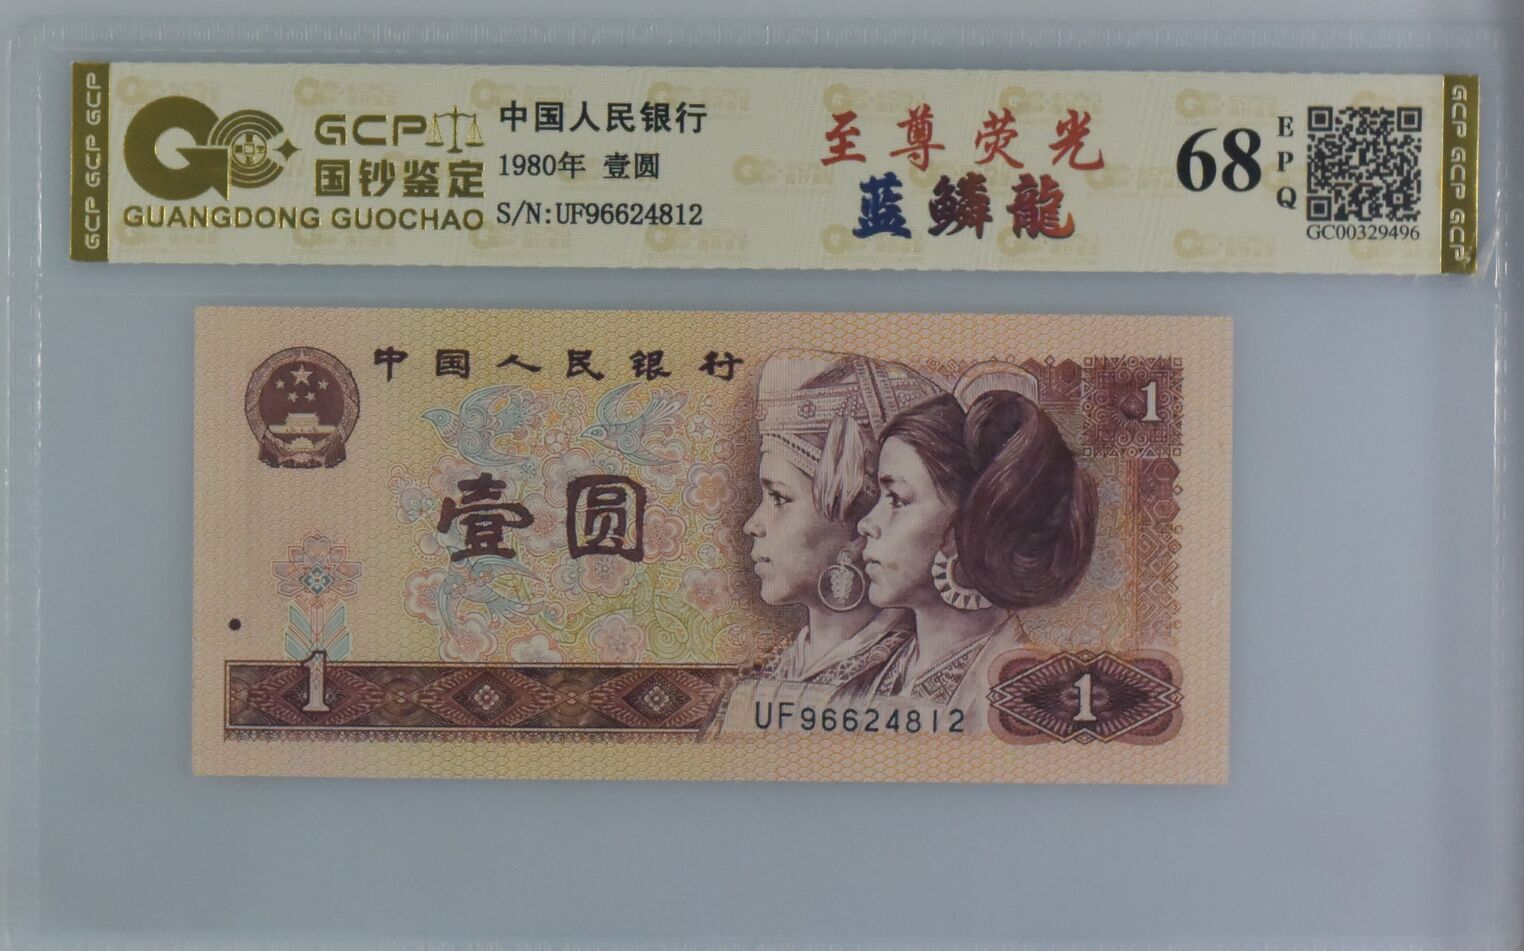 GCP GCP GCP
GCP
国钞鉴定
GUANGDONG GUOCHAO
中国人民银行
1980年 壹圆
S/N:UF96624812
至尊荧光
蓝鳞龍
68
EPQ
GC00329496
GCP GCP GCP
中国人民银行
1
壹圆
1
UF96624812
1